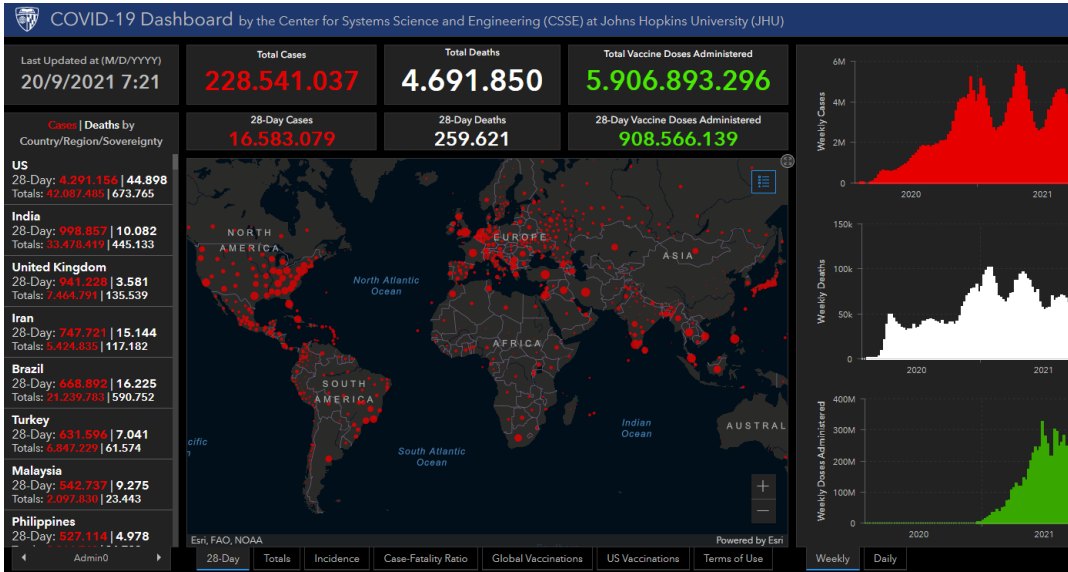 COVID-19 Dashboard by the Center for Systems Science and Engineering (CSSE) at Johns Hopkins University (JHU)
Last Updated at (M/D/YYYY)
20/9/2021 7:21
Total Cases
228.541.037
Total Deaths
4.691.850
Total Vaccine Doses Administered
5.906.893.296
28-Day Cases
16.583.079
28-Day Deaths
259.621
28-Day Vaccine Doses Administered
908.566.139
Cases | Deaths by
Country/Region/Sovereignty
US
28-Day: 4.291.156 | 44.898
Totals: 42.087.485 | 673.765
India
28-Day: 998.857 | 10.082
Totals: 33.478.419 | 445.133
United Kingdom
28-Day: 941.228 | 3.581
Totals: 7.464.791 | 135.539
Iran
28-Day: 747.721 | 15.144
Totals: 5.424.835 | 117.182
Brazil
28-Day: 668.892 | 16.225
Totals: 21.239.783 | 590.752
Turkey
28-Day: 631.596 | 7.041
Totals: 6.847.229 | 61.574
Malaysia
28-Day: 542.737 | 9.275
Totals: 2.097.830 | 23.443
Philippines
28-Day: 527.114 | 4.978
Admin0
NORTH
AMERICA
EUROPE
ASIA
North Atlantic
Ocean
AFRICA
SOUTH
AMERICA
Indian
Ocean
AUSTRAL
cific
South Atlantic
Ocean
Esri, FAO, NOAA
Powered by Esri
28-Day
Totals
Incidence
Case-Fatality Ratio
Global Vaccinations
US Vaccinations
Terms of Use
Weekly Cases
6M
4M
2M
0
2020
2021
Weekly Deaths
150k
100k
50k
0
2020
2021
Weekly Doses Administered
400M
300M
200M
100M
0
2020
2021
Weekly
Daily